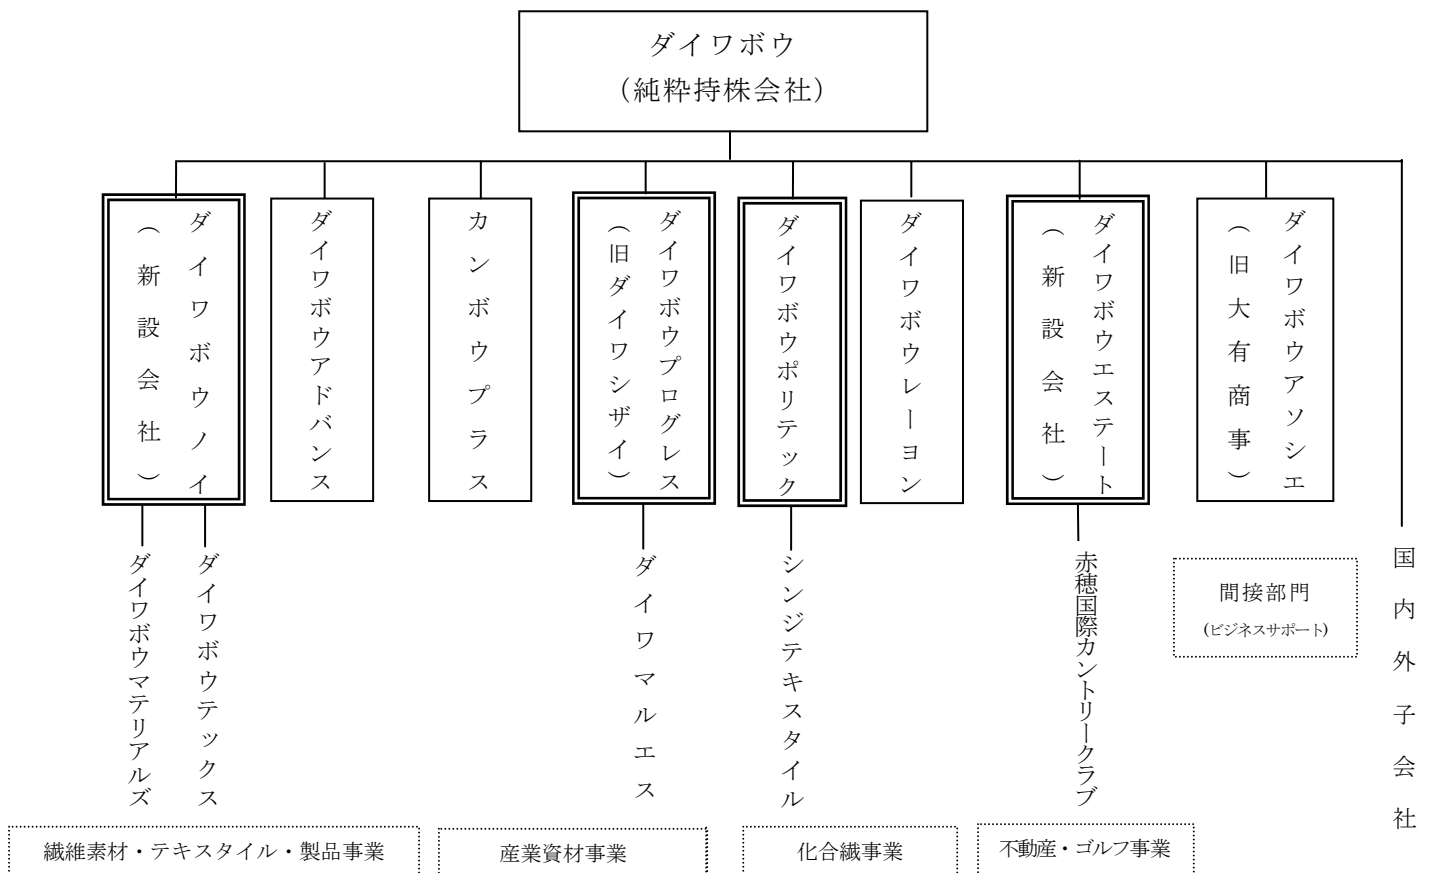 ダイワボウ
（純粋持株会社）
ダイワボウノイ
（新設会社）
ダイワボウアドバンス
カンボウプラス
ダイワボウプログレス
（旧ダイワシザイ）
ダイワボウポリテック
ダイワボウレーヨン
ダイワボウエステート
（新設会社）
ダイワボウアソシエ
（旧大有商事）
国内外子会社
ダイワボウテックス
ダイワボウマテリアルズ
ダイワマルエス
シンジテキスタイル
赤穂国際カントリークラブ
間接部門
(ビジネスサポート)
繊維素材・テキスタイル・製品事業
産業資材事業
化合繊事業
不動産・ゴルフ事業